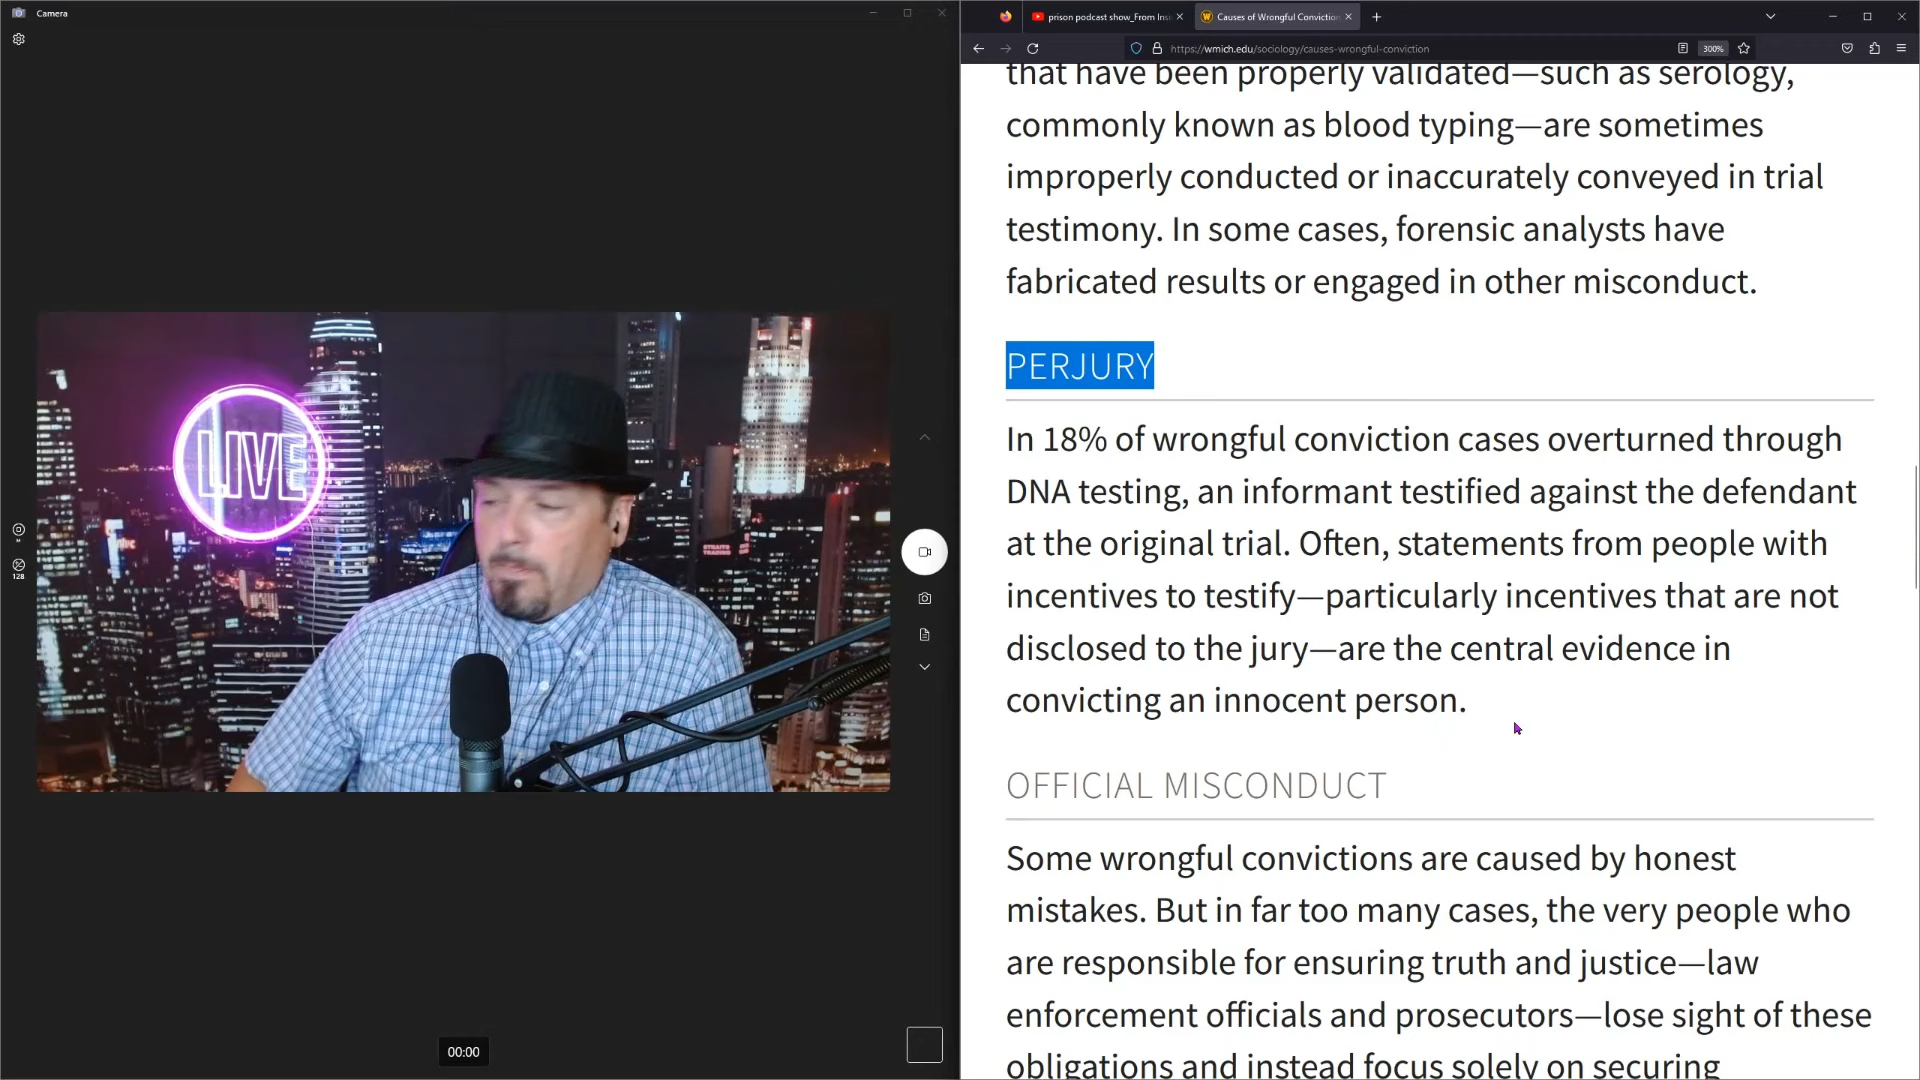 Camera
prison podcast show_From Insi
Causes of Wrongful Conviction
https://wmich.edu/sociology/causes-wrongful-conviction
300%
that have been properly validated—such as serology,
commonly known as blood typing—are sometimes
improperly conducted or inaccurately conveyed in trial
testimony. In some cases, forensic analysts have
fabricated results or engaged in other misconduct.
PERJURY
In 18% of wrongful conviction cases overturned through
DNA testing, an informant testified against the defendant
at the original trial. Often, statements from people with
incentives to testify—particularly incentives that are not
disclosed to the jury—are the central evidence in
convicting an innocent person.
OFFICIAL MISCONDUCT
Some wrongful convictions are caused by honest
mistakes. But in far too many cases, the very people who
are responsible for ensuring truth and justice—law
enforcement officials and prosecutors—lose sight of these
obligations and instead focus solely on securing
LIVE
STRAITS
TRADING
128
00:00